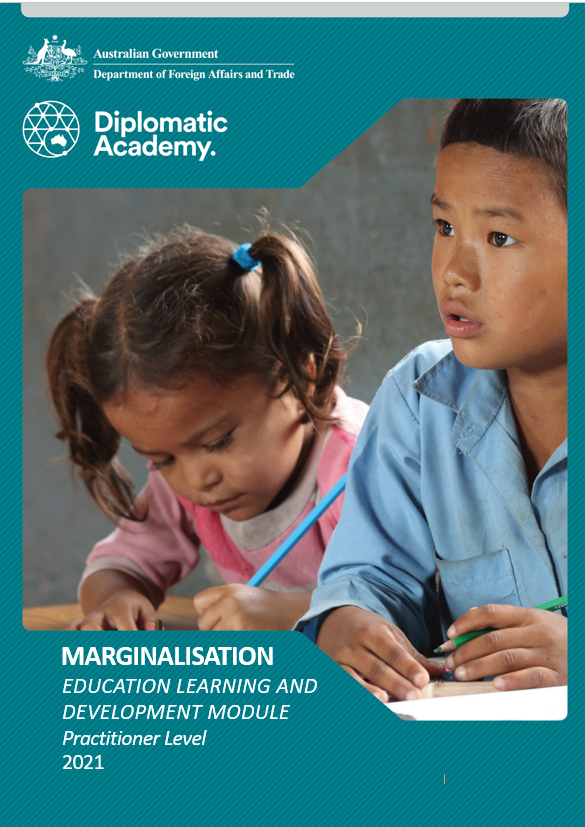 Australian Government
Department of Foreign Affairs and Trade
Diplomatic
Academy.
MARGINALISATION
EDUCATION LEARNING AND
DEVELOPMENT MODULE
Practitioner Level
2021